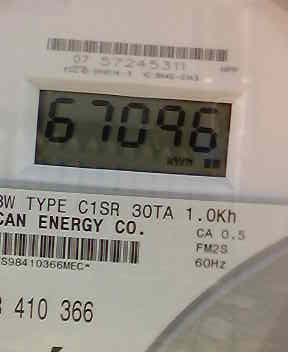 07 57245311
67096
KWH
3W TYPE C1SR 30TA 1.0Kh
CAN ENERGY CO.
CA 0.5
FM2S
60Hz
S98410366MEC*
410 366